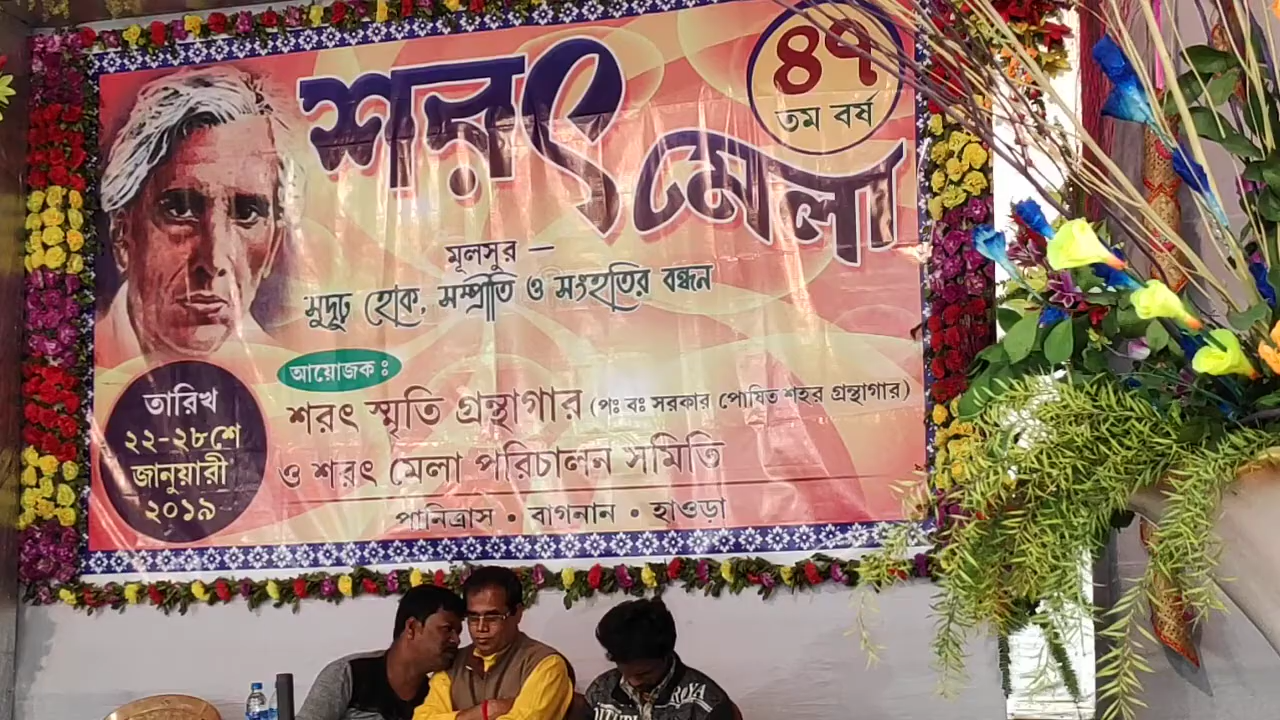 শরৎ মেলা
৪৭
তম বর্ষ
মূলসুর –
সুদৃঢ় হোক, সম্প্রীতি ও সংহতির বন্ধন
আয়োজক :
শরৎ স্মৃতি গ্রন্থাগার (পঃ বঃ সরকার পোষিত শহর গ্রন্থাগার)
ও শরৎ মেলা পরিচালন সমিতি
পানিত্রাস • বাগনান • হাওড়া
তারিখ
২২-২৮শে
জানুয়ারী
২০১৯